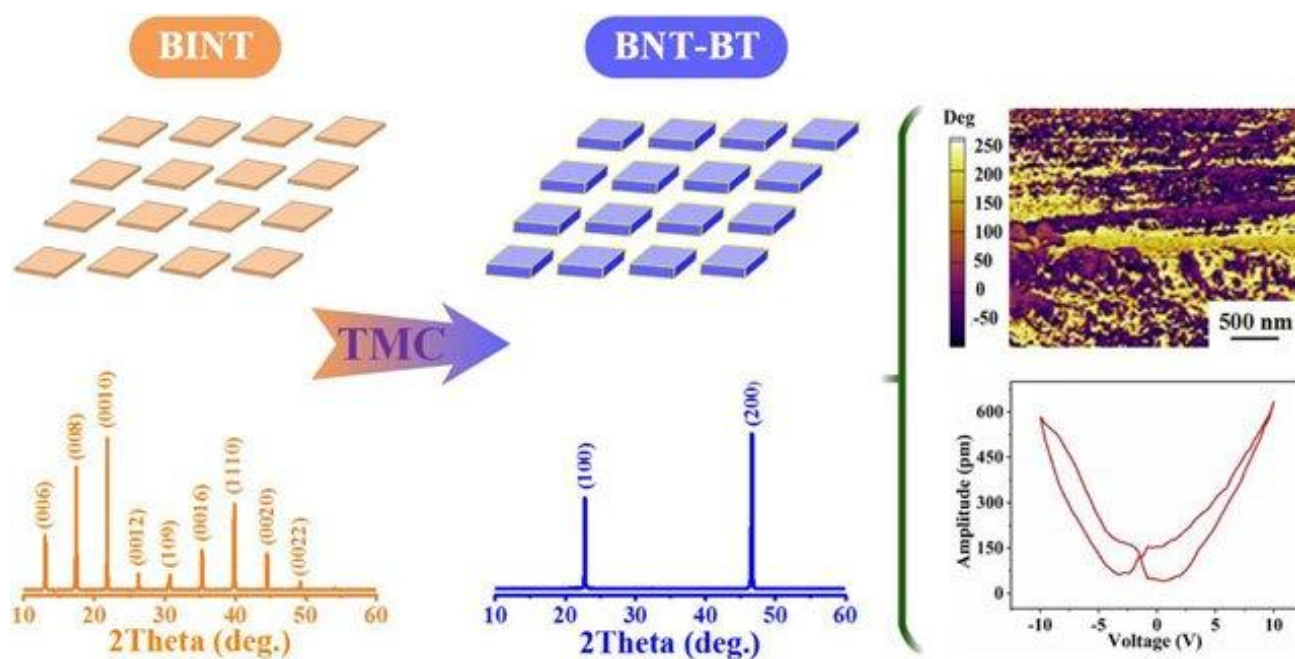 BINT
BNT-BT
TMC
(006)
(008)
(0010)
(0012)
(109)
(0016)
(1110)
(0020)
(0022)
10 20 30 40 50 60
2Theta (deg.)
(100)
(200)
10 20 30 40 50 60
2Theta (deg.)
Deg
250
200
150
100
50
0
-50
500 nm
Amplitude (pm)
600
450
300
150
0
-10 -5 0 5 10
Voltage (V)